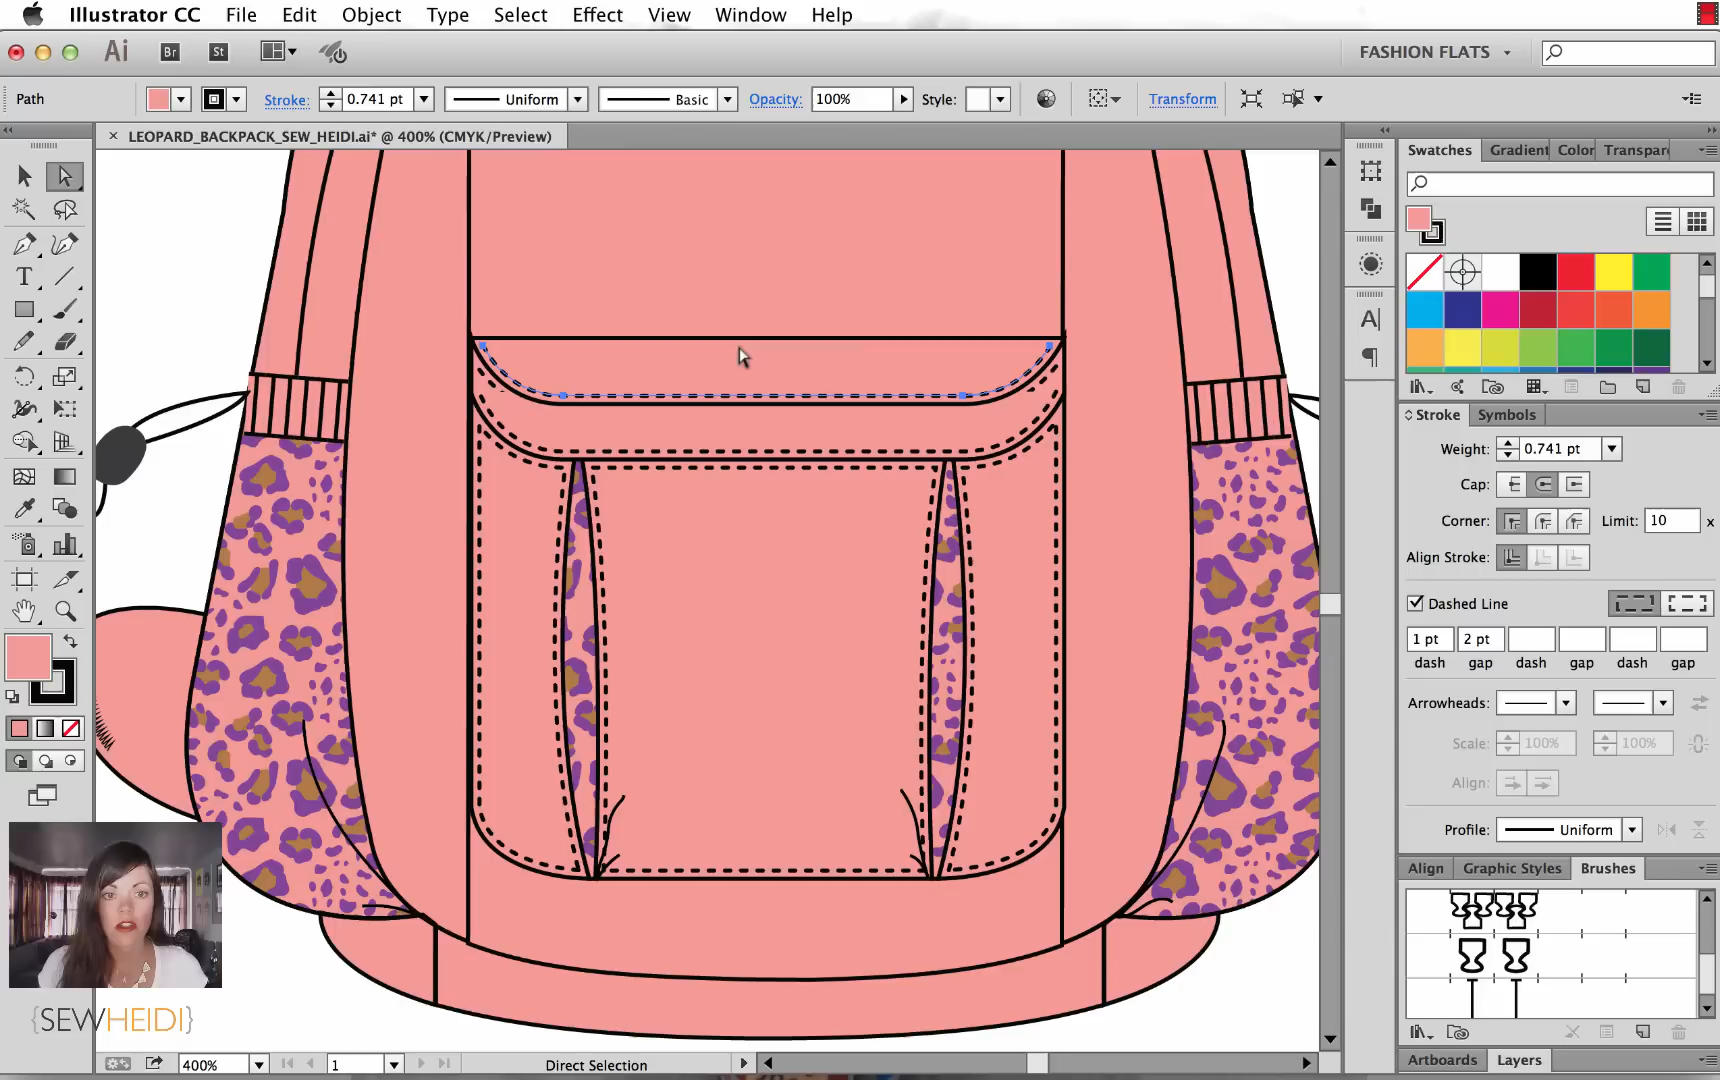 Illustrator CC File Edit Object Type Select Effect View Window Help
Ai Br St FASHION FLATS
Path Stroke: 0.741 pt Uniform Basic Opacity: 100% Style: Transform
× LEOPARD_BACKPACK_SEW_HEIDI.ai* @ 400% (CMYK/Preview)
Swatches Gradient Color Transpar
Stroke Symbols
Weight: 0.741 pt
Cap:
Corner: Limit: 10 x
Align Stroke:
Dashed Line
1 pt 2 pt
dash gap dash gap dash gap
Arrowheads:
Scale: 100% 100%
Align:
Profile: Uniform
Align Graphic Styles Brushes
{SEWHEIDI}
400% 1 Direct Selection
Artboards Layers